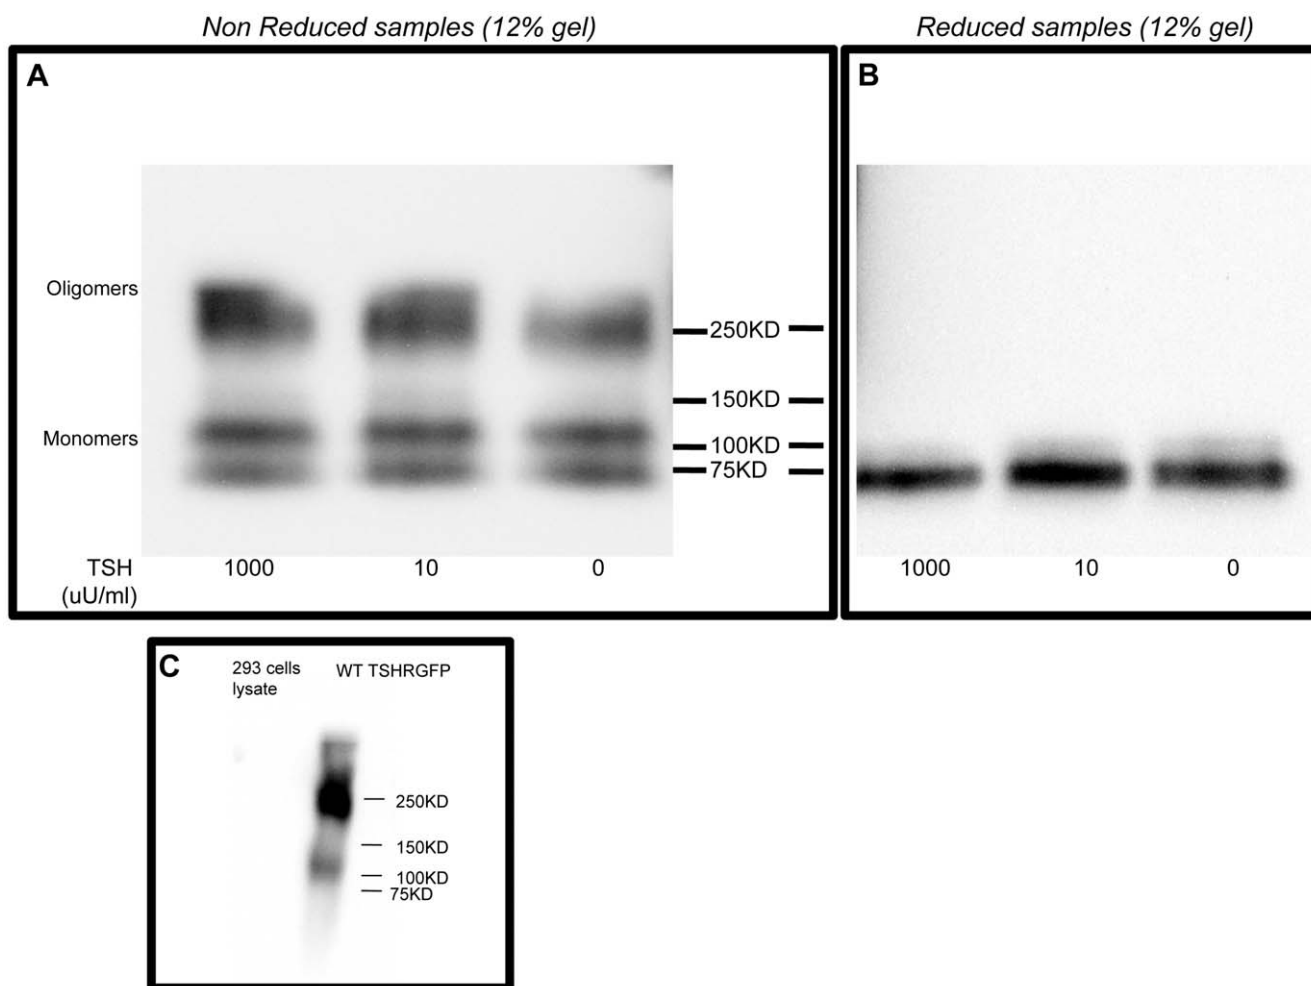 Non Reduced samples (12% gel)
Reduced samples (12% gel)
A
B
Oligomers
250KD
150KD
Monomers
100KD
75KD
TSH 1000 10 0
(uU/ml)
1000 10 0
C
293 cells WT TSHRGFP
lysate
250KD
150KD
100KD
75KD